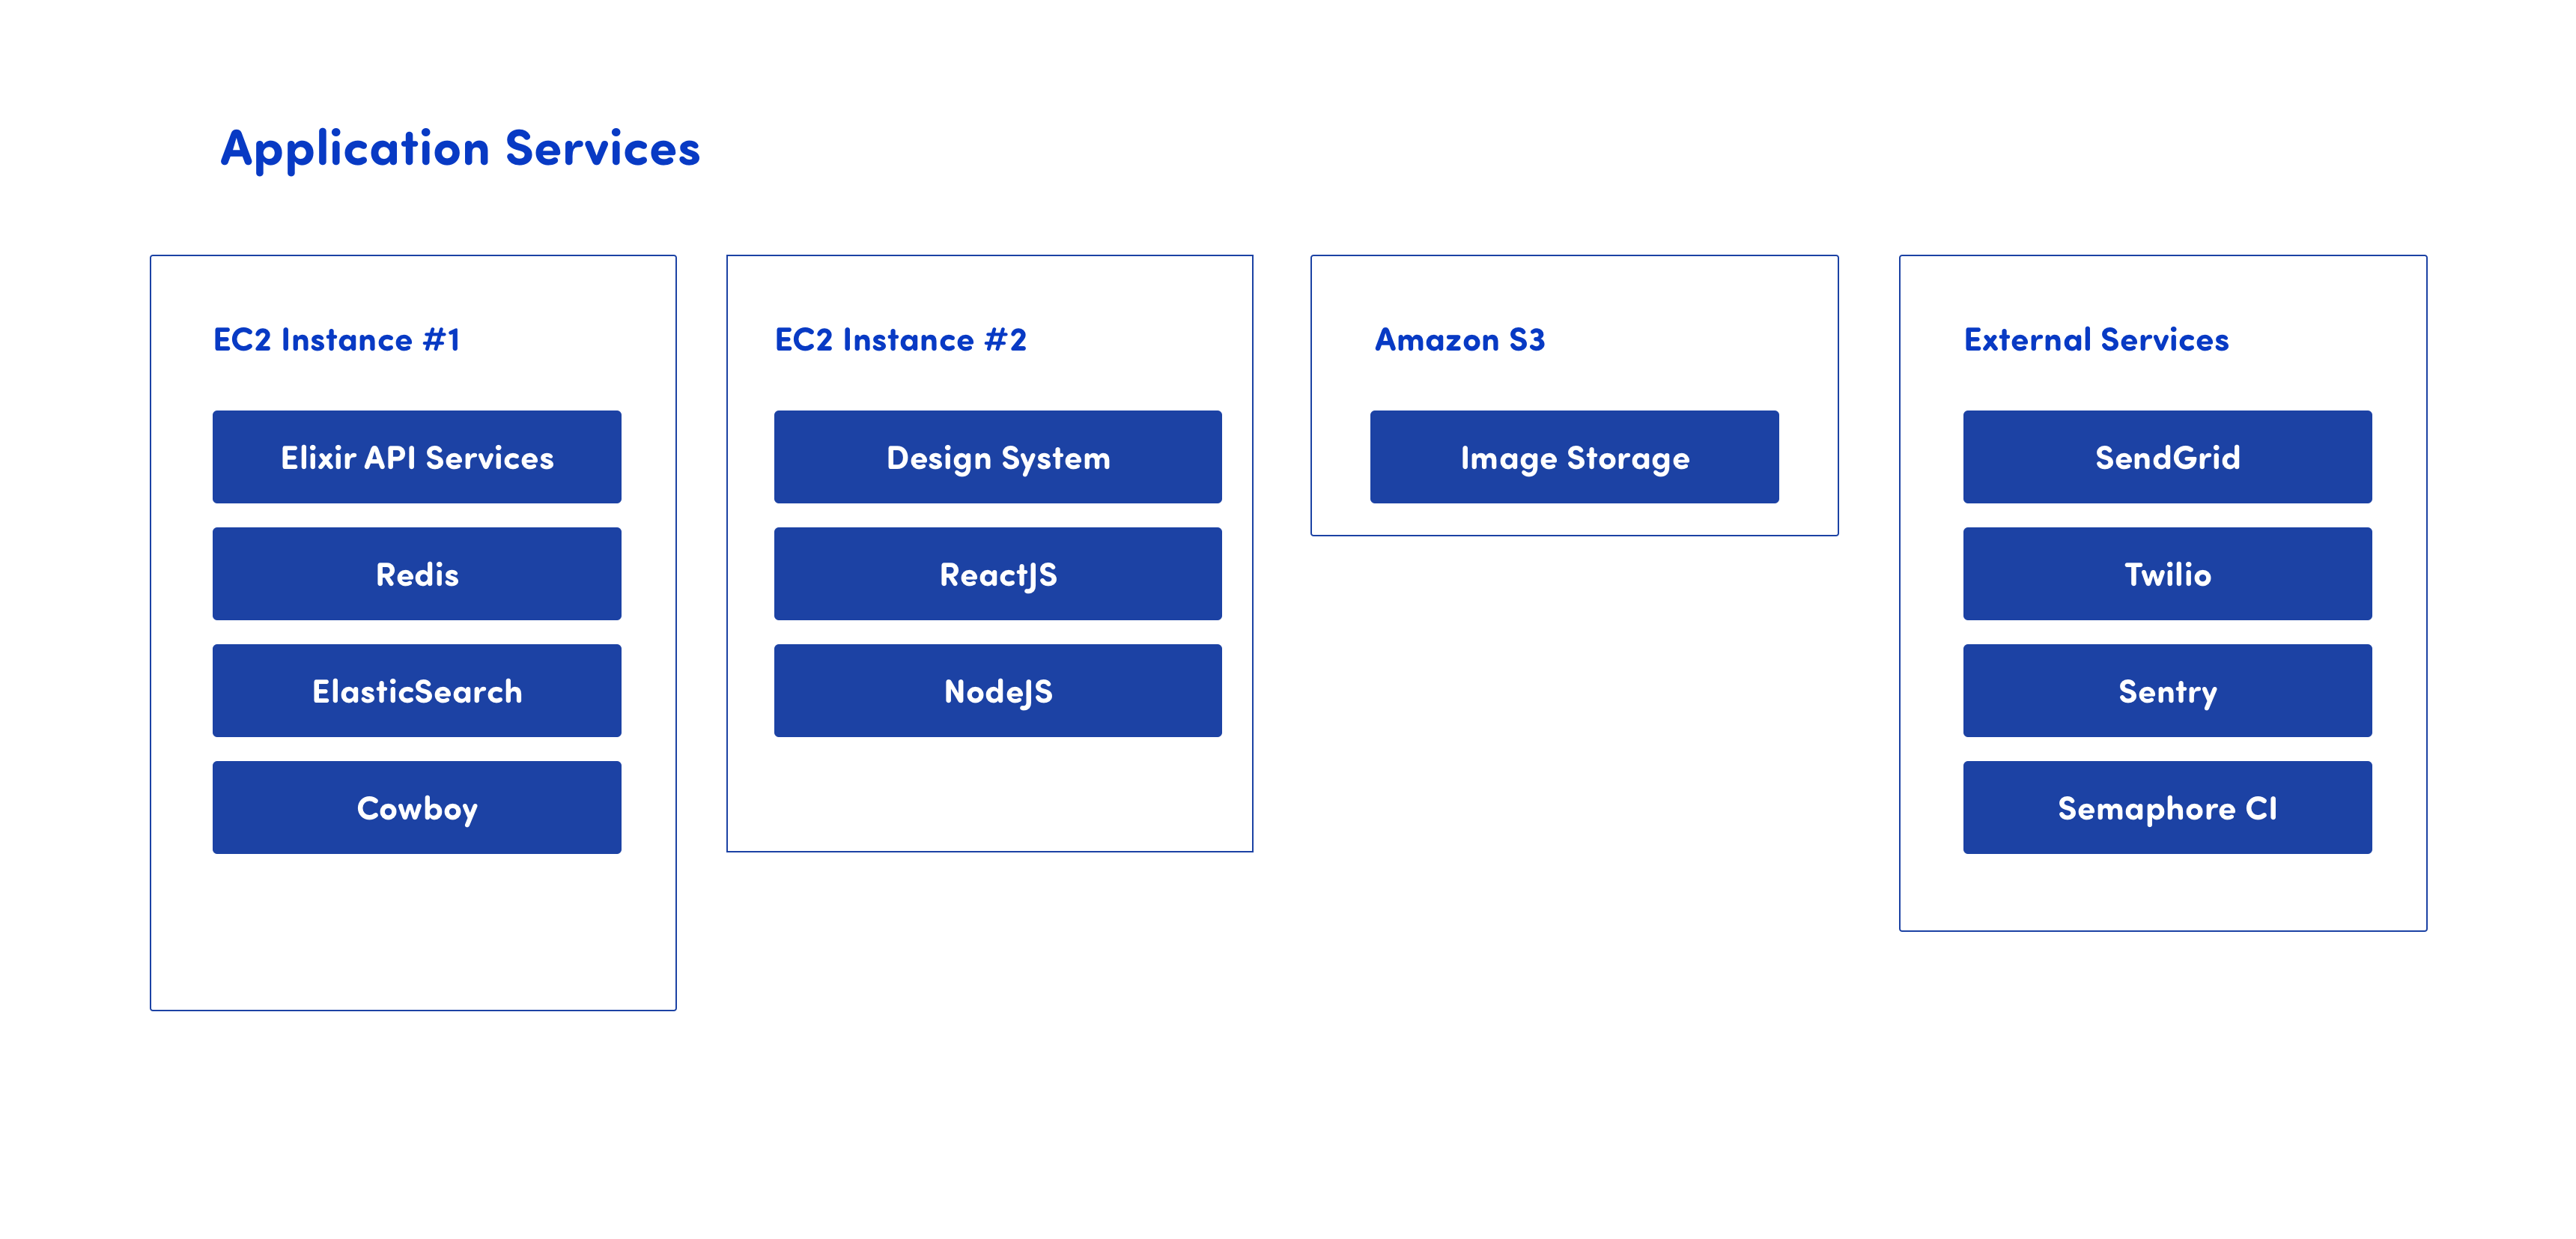 Application Services
EC2 Instance #1
Elixir API Services
Redis
ElasticSearch
Cowboy
EC2 Instance #2
Design System
ReactJS
NodeJS
Amazon S3
Image Storage
External Services
SendGrid
Twilio
Sentry
Semaphore CI